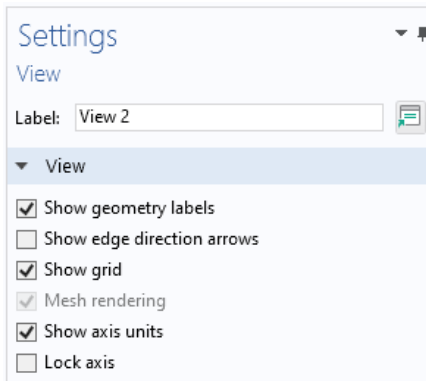 Settings
View
Label: View 2
View
Show geometry labels
Show edge direction arrows
Show grid
Mesh rendering
Show axis units
Lock axis